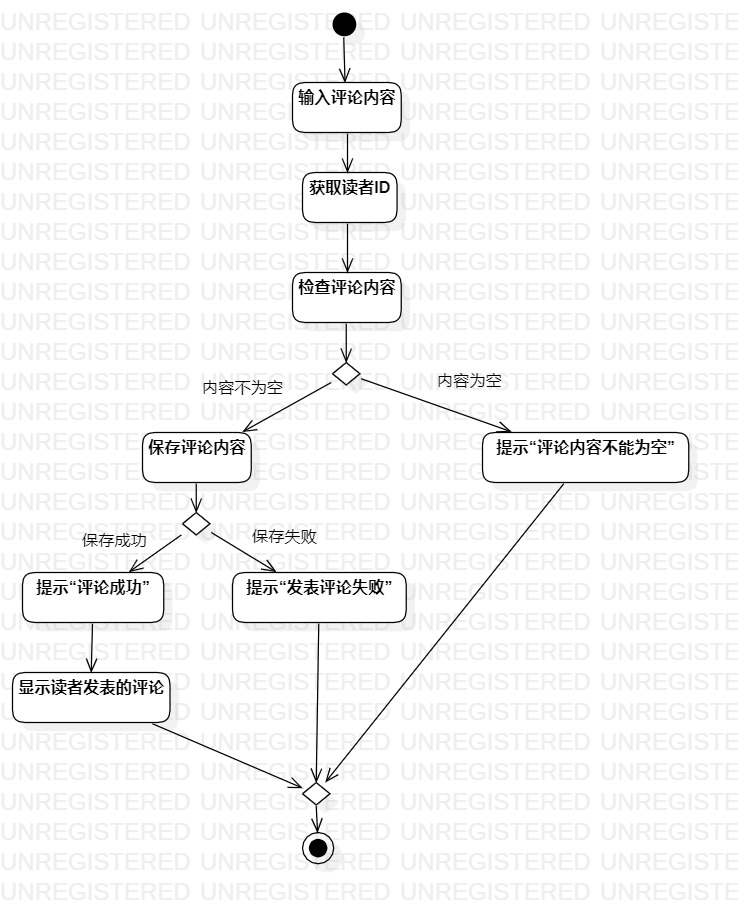 输入评论内容
获取读者ID
检查评论内容
内容不为空
内容为空
保存评论内容
提示“评论内容不能为空”
保存成功
保存失败
提示“评论成功”
提示“发表评论失败”
显示读者发表的评论
UNREGISTERED